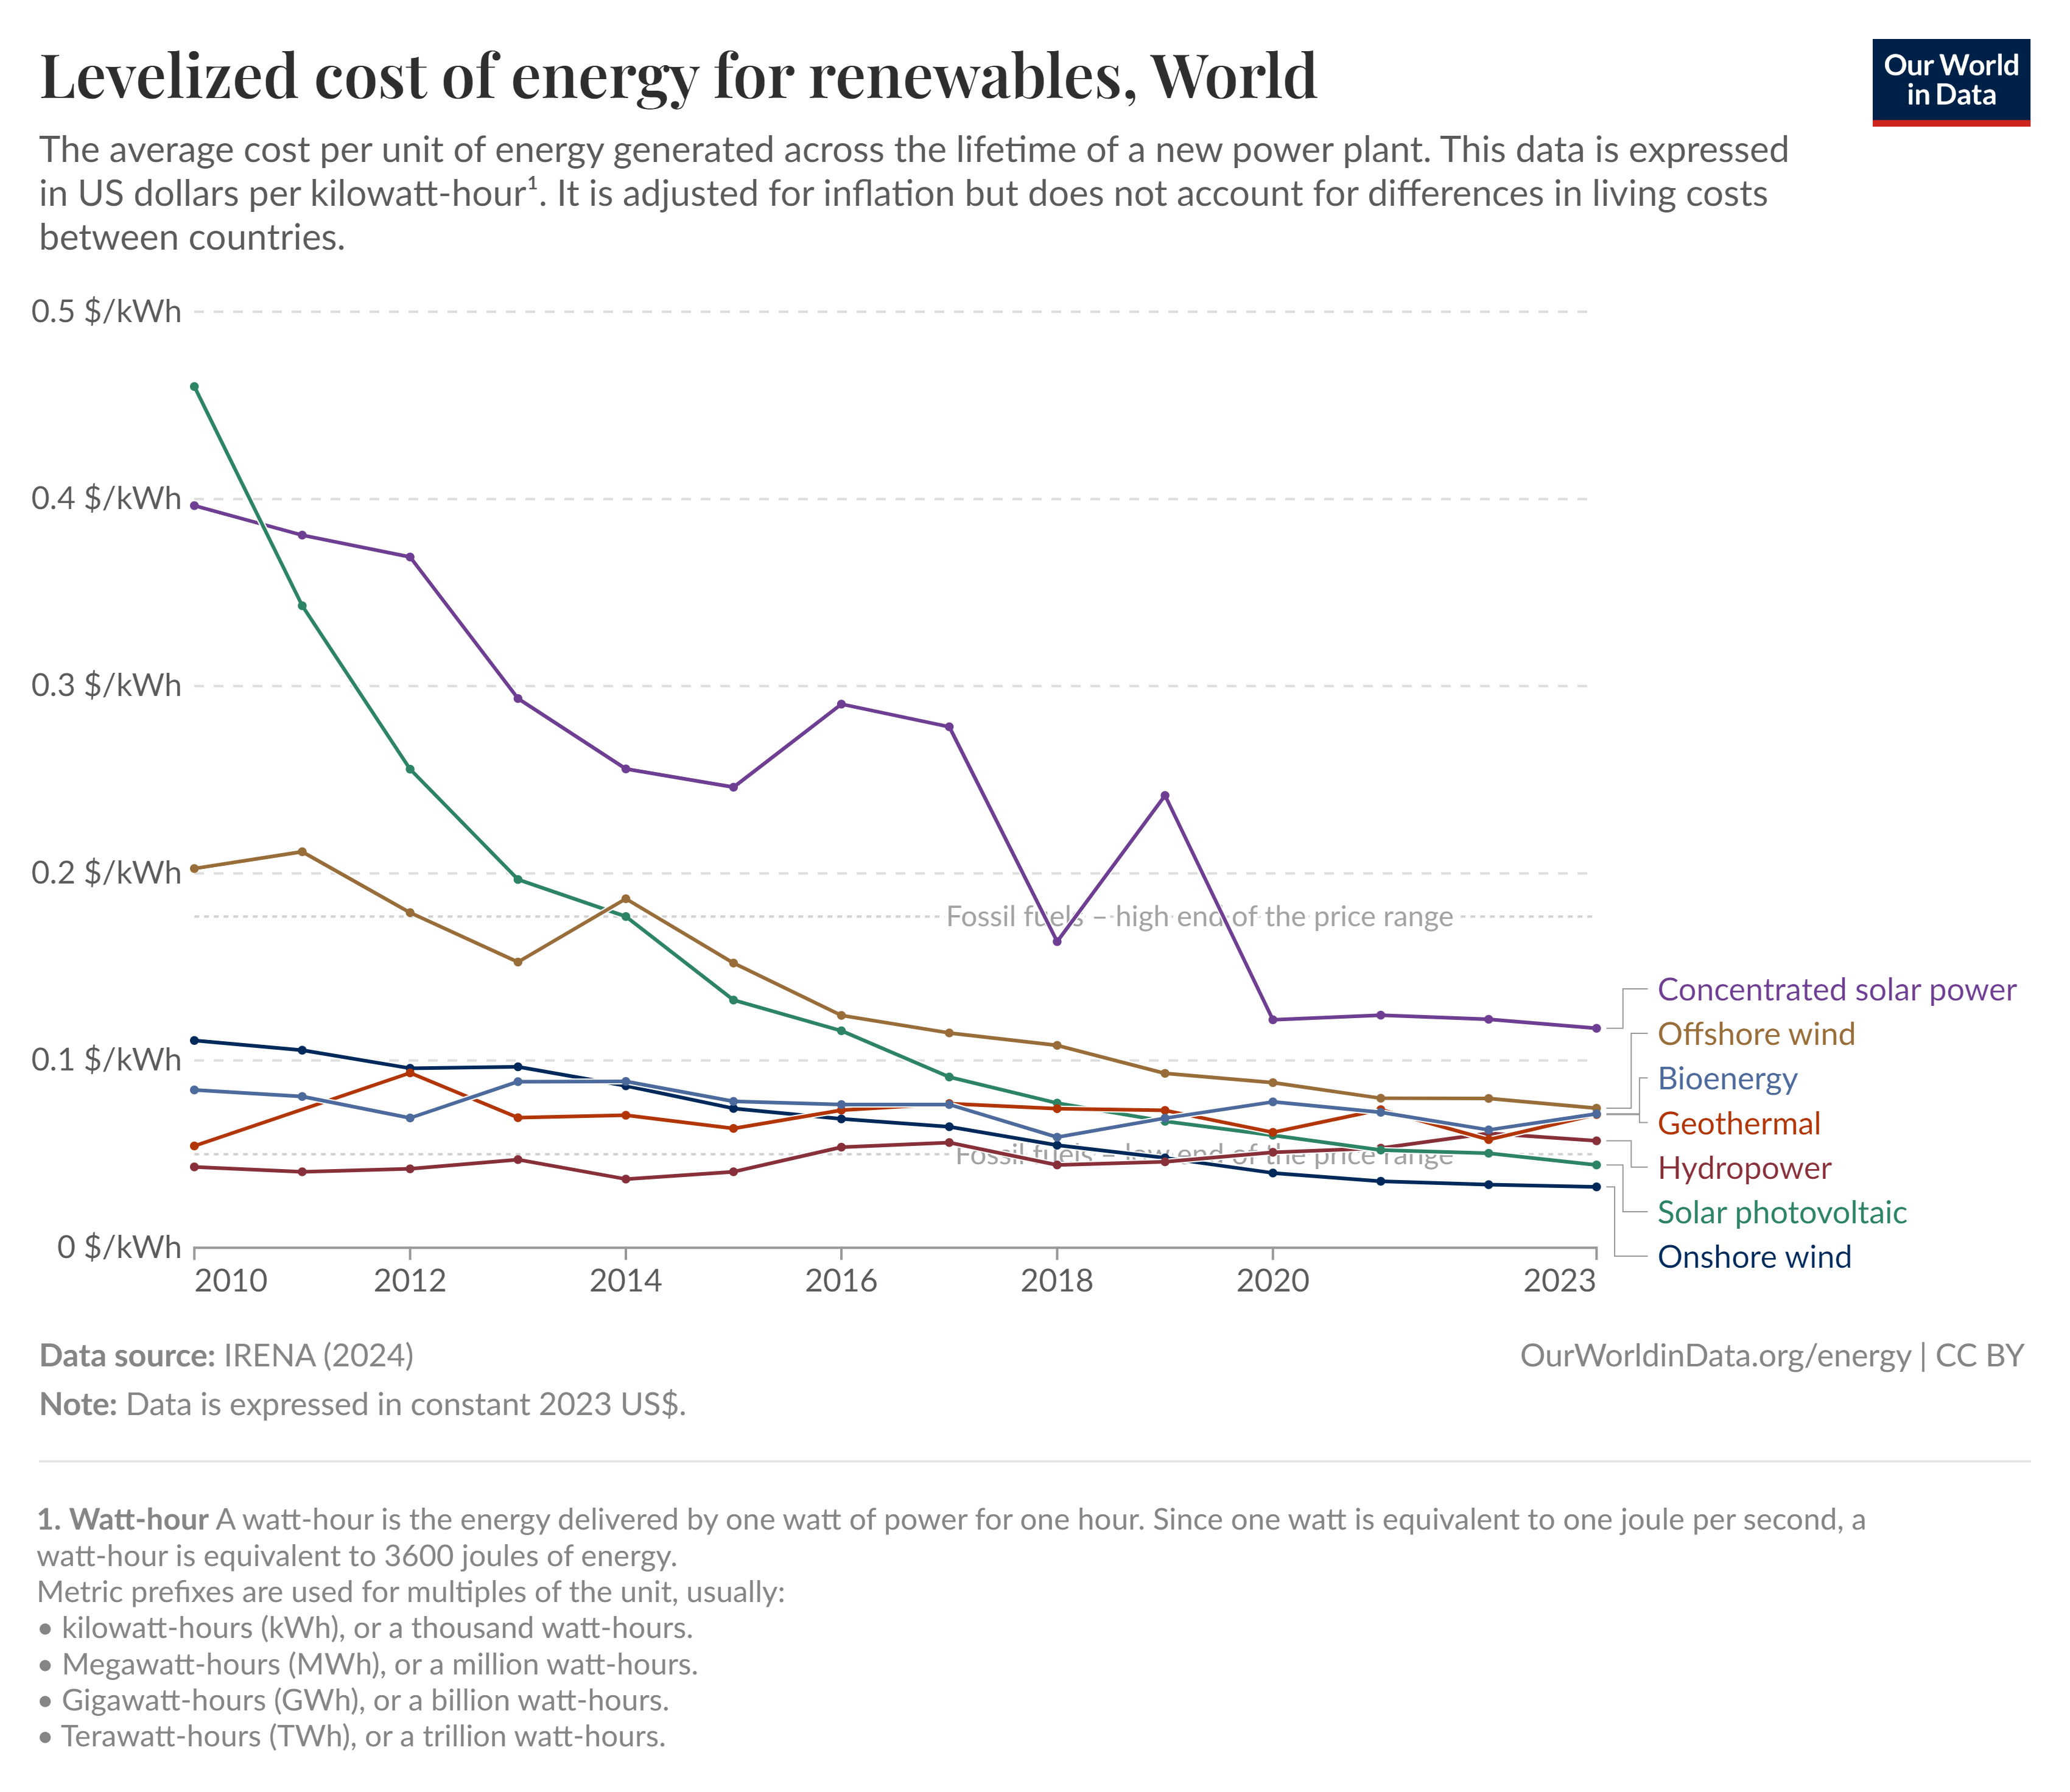 Levelized cost of energy for renewables, World
Our World
in Data
The average cost per unit of energy generated across the lifetime of a new power plant. This data is expressed
in US dollars per kilowatt-hour¹. It is adjusted for inflation but does not account for differences in living costs
between countries.
0.5 $/kWh
0.4 $/kWh
0.3 $/kWh
0.2 $/kWh
Fossil fuels – high end of the price range
Concentrated solar power
Offshore wind
0.1 $/kWh
Bioenergy
Geothermal
Fossil fuels – low end of the price range
Hydropower
Solar photovoltaic
0 $/kWh
Onshore wind
2010 2012 2014 2016 2018 2020 2023
Data source: IRENA (2024)
OurWorldinData.org/energy | CC BY
Note: Data is expressed in constant 2023 US$.
1. Watt-hour A watt-hour is the energy delivered by one watt of power for one hour. Since one watt is equivalent to one joule per second, a
watt-hour is equivalent to 3600 joules of energy.
Metric prefixes are used for multiples of the unit, usually:
• kilowatt-hours (kWh), or a thousand watt-hours.
• Megawatt-hours (MWh), or a million watt-hours.
• Gigawatt-hours (GWh), or a billion watt-hours.
• Terawatt-hours (TWh), or a trillion watt-hours.